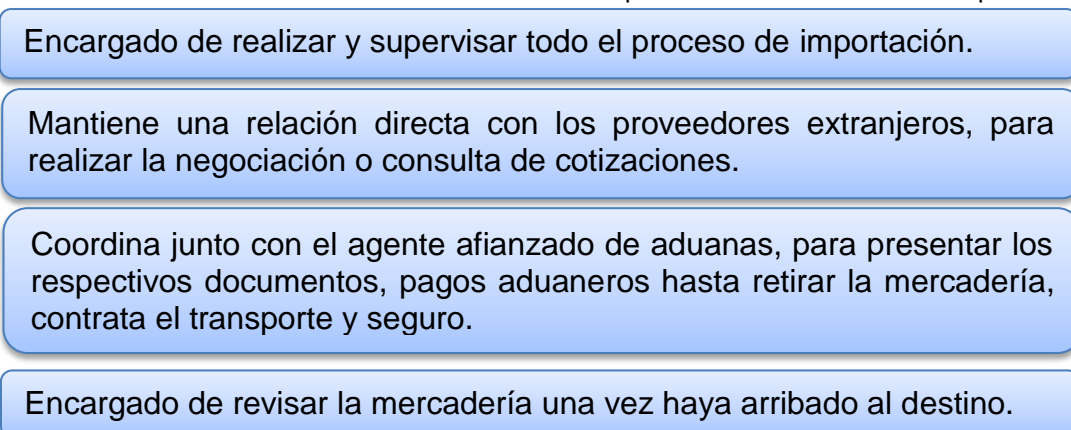 Encargado de realizar y supervisar todo el proceso de importación.
Mantiene una relación directa con los proveedores extranjeros, para
realizar la negociación o consulta de cotizaciones.
Coordina junto con el agente afianzado de aduanas, para presentar los
respectivos documentos, pagos aduaneros hasta retirar la mercadería,
contrata el transporte y seguro.
Encargado de revisar la mercadería una vez haya arribado al destino.